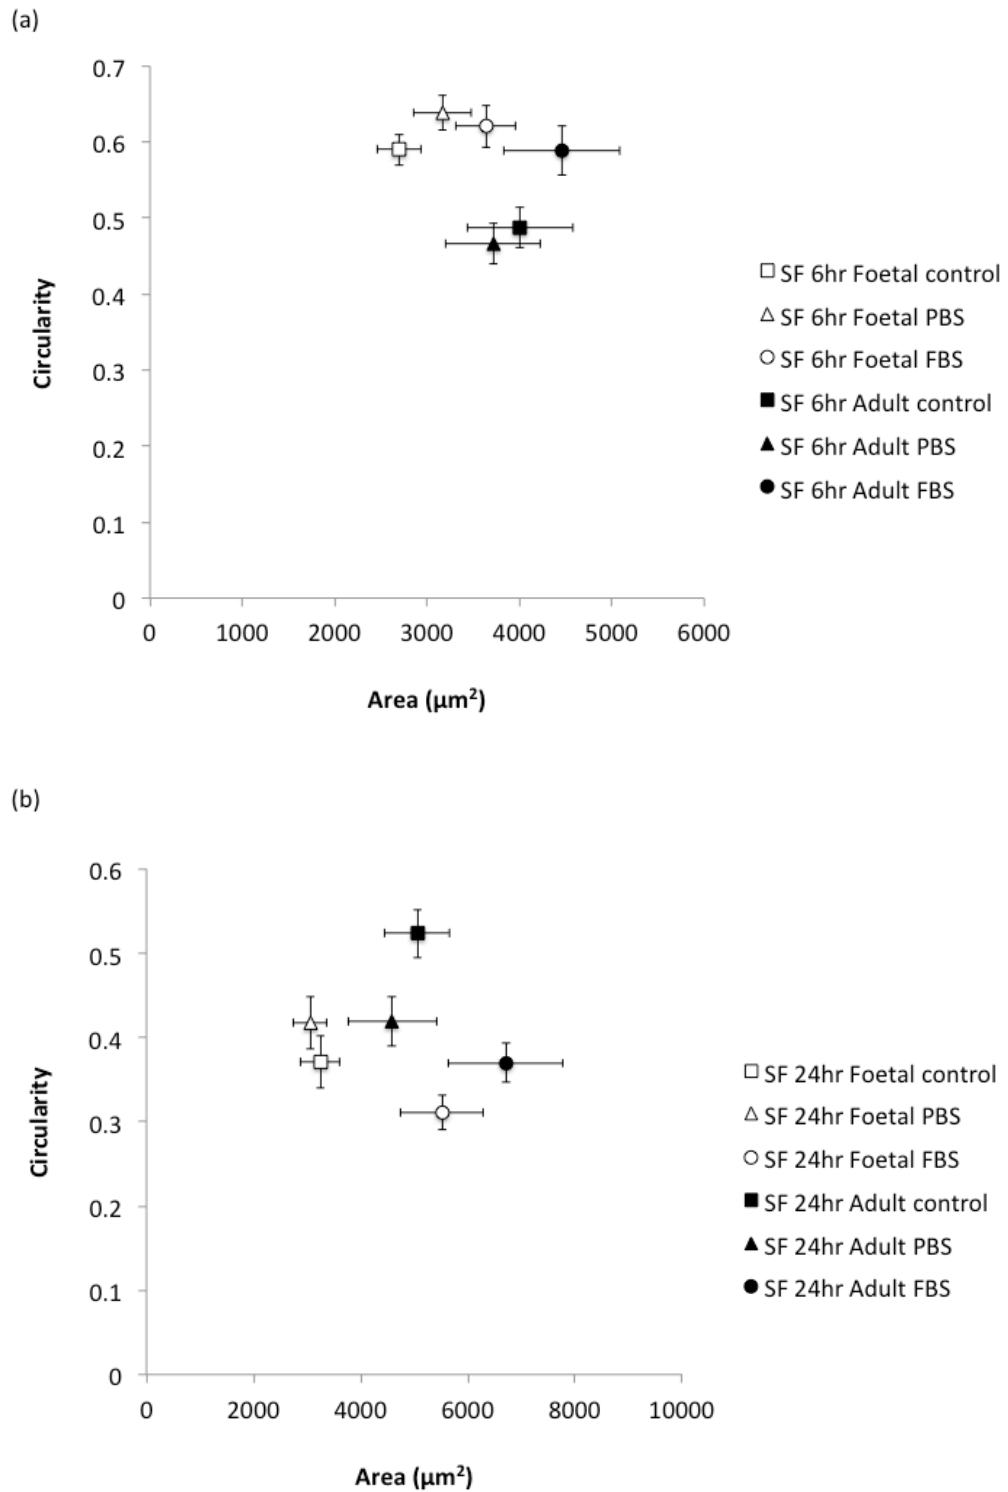 (a)
0.7
0.6
0.5
0.4
0.3
0.2
0.1
0
Circularity
0 1000 2000 3000 4000 5000 6000
Area (µm²)
SF 6hr Foetal control
SF 6hr Foetal PBS
SF 6hr Foetal FBS
SF 6hr Adult control
SF 6hr Adult PBS
SF 6hr Adult FBS
(b)
0.6
0.5
0.4
0.3
0.2
0.1
0
Circularity
0 2000 4000 6000 8000 10000
Area (µm²)
SF 24hr Foetal control
SF 24hr Foetal PBS
SF 24hr Foetal FBS
SF 24hr Adult control
SF 24hr Adult PBS
SF 24hr Adult FBS